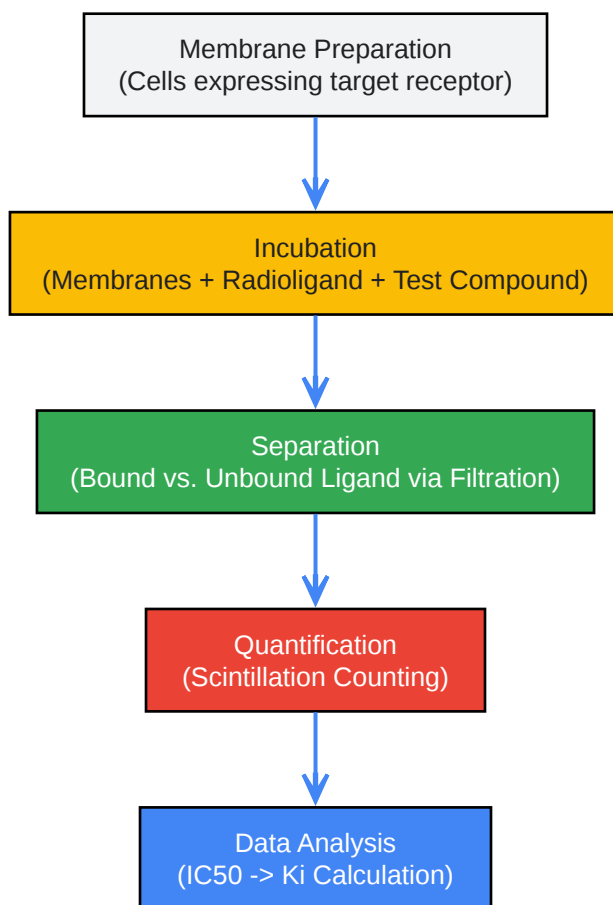 Membrane Preparation
(Cells expressing target receptor)
Incubation
(Membranes + Radioligand + Test Compound)
Separation
(Bound vs. Unbound Ligand via Filtration)
Quantification
(Scintillation Counting)
Data Analysis
(IC50 -> Ki Calculation)